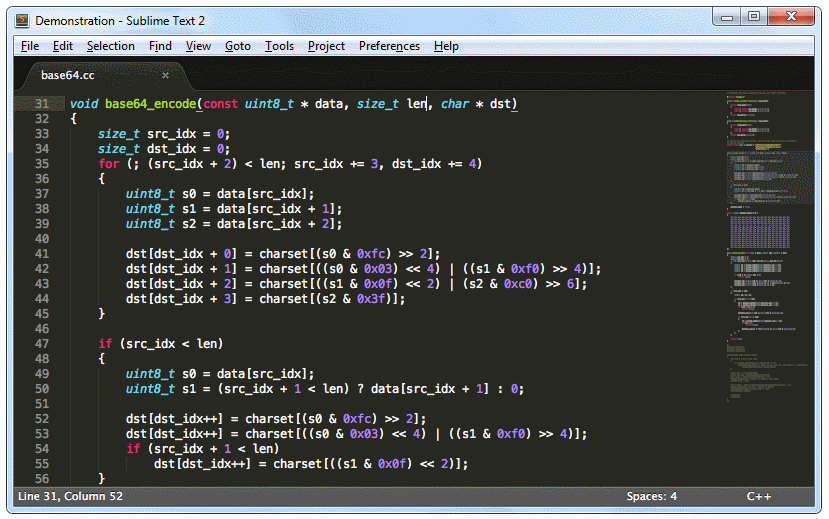 Demonstration - Sublime Text 2
File Edit Selection Find View Goto Tools Project Preferences Help
base64.cc ×
31 void base64_encode(const uint8_t * data, size_t len, char * dst)
32 {
33     size_t src_idx = 0;
34     size_t dst_idx = 0;
35     for (; (src_idx + 2) < len; src_idx += 3, dst_idx += 4)
36     {
37         uint8_t s0 = data[src_idx];
38         uint8_t s1 = data[src_idx + 1];
39         uint8_t s2 = data[src_idx + 2];
40
41         dst[dst_idx + 0] = charset[(s0 & 0xfc) >> 2];
42         dst[dst_idx + 1] = charset[((s0 & 0x03) << 4) | ((s1 & 0xf0) >> 4)];
43         dst[dst_idx + 2] = charset[((s1 & 0x0f) << 2) | (s2 & 0xc0) >> 6];
44         dst[dst_idx + 3] = charset[(s2 & 0x3f)];
45     }
46
47     if (src_idx < len)
48     {
49         uint8_t s0 = data[src_idx];
50         uint8_t s1 = (src_idx + 1 < len) ? data[src_idx + 1] : 0;
51
52         dst[dst_idx++] = charset[(s0 & 0xfc) >> 2];
53         dst[dst_idx++] = charset[((s0 & 0x03) << 4) | ((s1 & 0xf0) >> 4)];
54         if (src_idx + 1 < len)
55             dst[dst_idx++] = charset[((s1 & 0x0f) << 2)];
56     }
Line 31, Column 52 Spaces: 4 C++